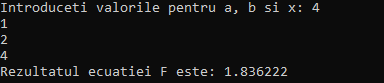 Introduceti valorile pentru a, b si x: 4
1
2
4
Rezultatul ecuatiei F este: 1.836222